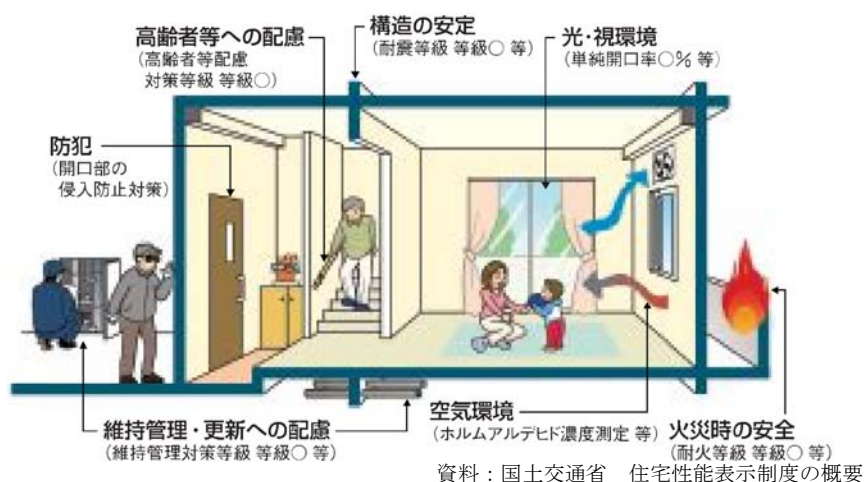 高齢者等への配慮
(高齢者等配慮
対策等級 等級○)
構造の安定
(耐震等級 等級○ 等)
光・視環境
(単純開口率○% 等)
防犯
(開口部の
侵入防止対策)
維持管理・更新への配慮
(維持管理対策等級 等級○ 等)
空気環境
(ホルムアルデヒド濃度測定 等)
火災時の安全
(耐火等級 等級○ 等)
資料：国土交通省　住宅性能表示制度の概要